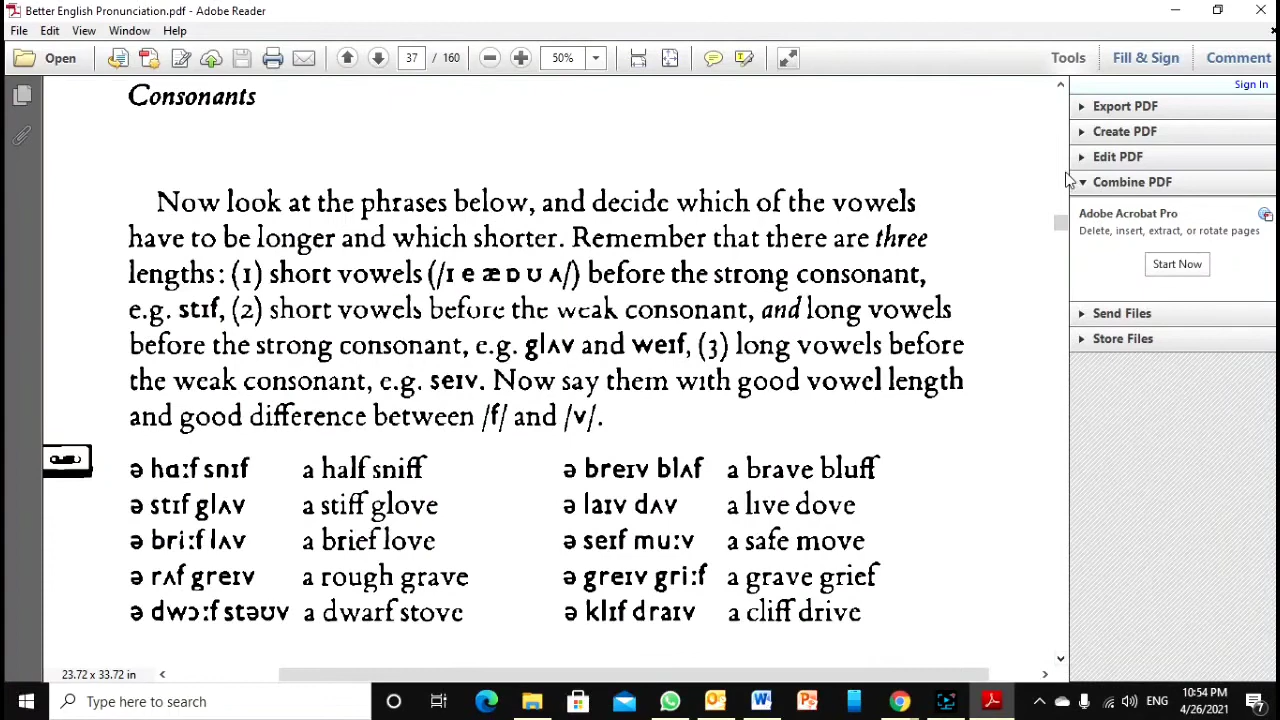 Better English Pronunciation.pdf - Adobe Reader
File Edit View Window Help
Open 37 / 160 50% Tools Fill & Sign Comment
Sign In
Export PDF
Create PDF
Edit PDF
Combine PDF
Adobe Acrobat Pro
Delete, insert, extract, or rotate pages
Start Now
Send Files
Store Files
Consonants
Now look at the phrases below, and decide which of the vowels
have to be longer and which shorter. Remember that there are three
lengths: (1) short vowels (/ɪ e æ ɒ ʊ ʌ/) before the strong consonant,
e.g. stɪf, (2) short vowels before the weak consonant, and long vowels
before the strong consonant, e.g. glʌv and weɪf, (3) long vowels before
the weak consonant, e.g. seɪv. Now say them with good vowel length
and good difference between /f/ and /v/.
ə hɑːf snɪf a half sniff ə breɪv blʌf a brave bluff
ə stɪf glʌv a stiff glove ə laɪv dʌv a live dove
ə briːf lʌv a brief love ə seɪf muːv a safe move
ə rʌf greɪv a rough grave ə greɪv griːf a grave grief
ə dwɔːf stəʊv a dwarf stove ə klɪf draɪv a cliff drive
23.72 x 33.72 in
Type here to search
ENG
10:54 PM
4/26/2021
7